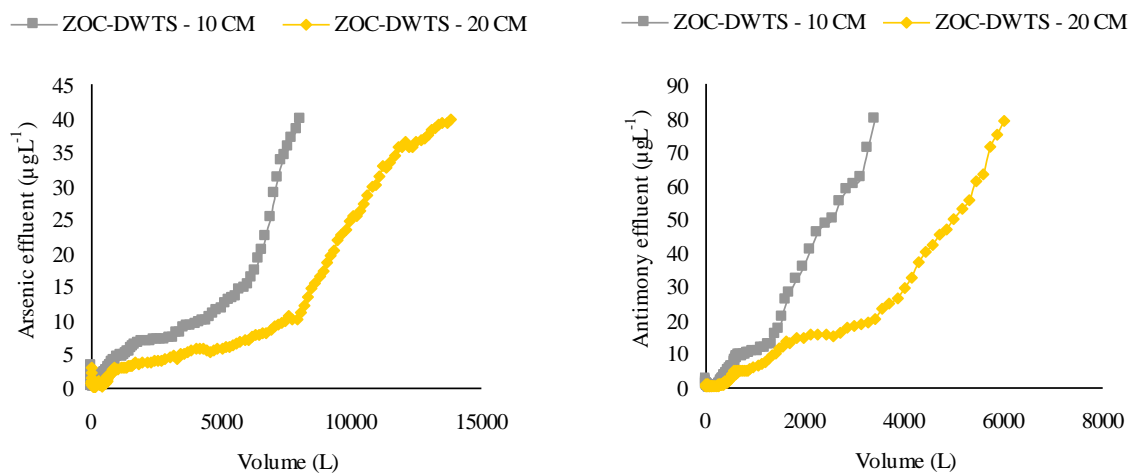 ZOC-DWTS - 10 CM ZOC-DWTS - 20 CM
Arsenic effluent (µgL-1)
45
40
35
30
25
20
15
10
5
0
0 5000 10000 15000
Volume (L)
ZOC-DWTS - 10 CM ZOC-DWTS - 20 CM
Antimony effluent (µgL-1)
90
80
70
60
50
40
30
20
10
0
0 2000 4000 6000 8000
Volume (L)